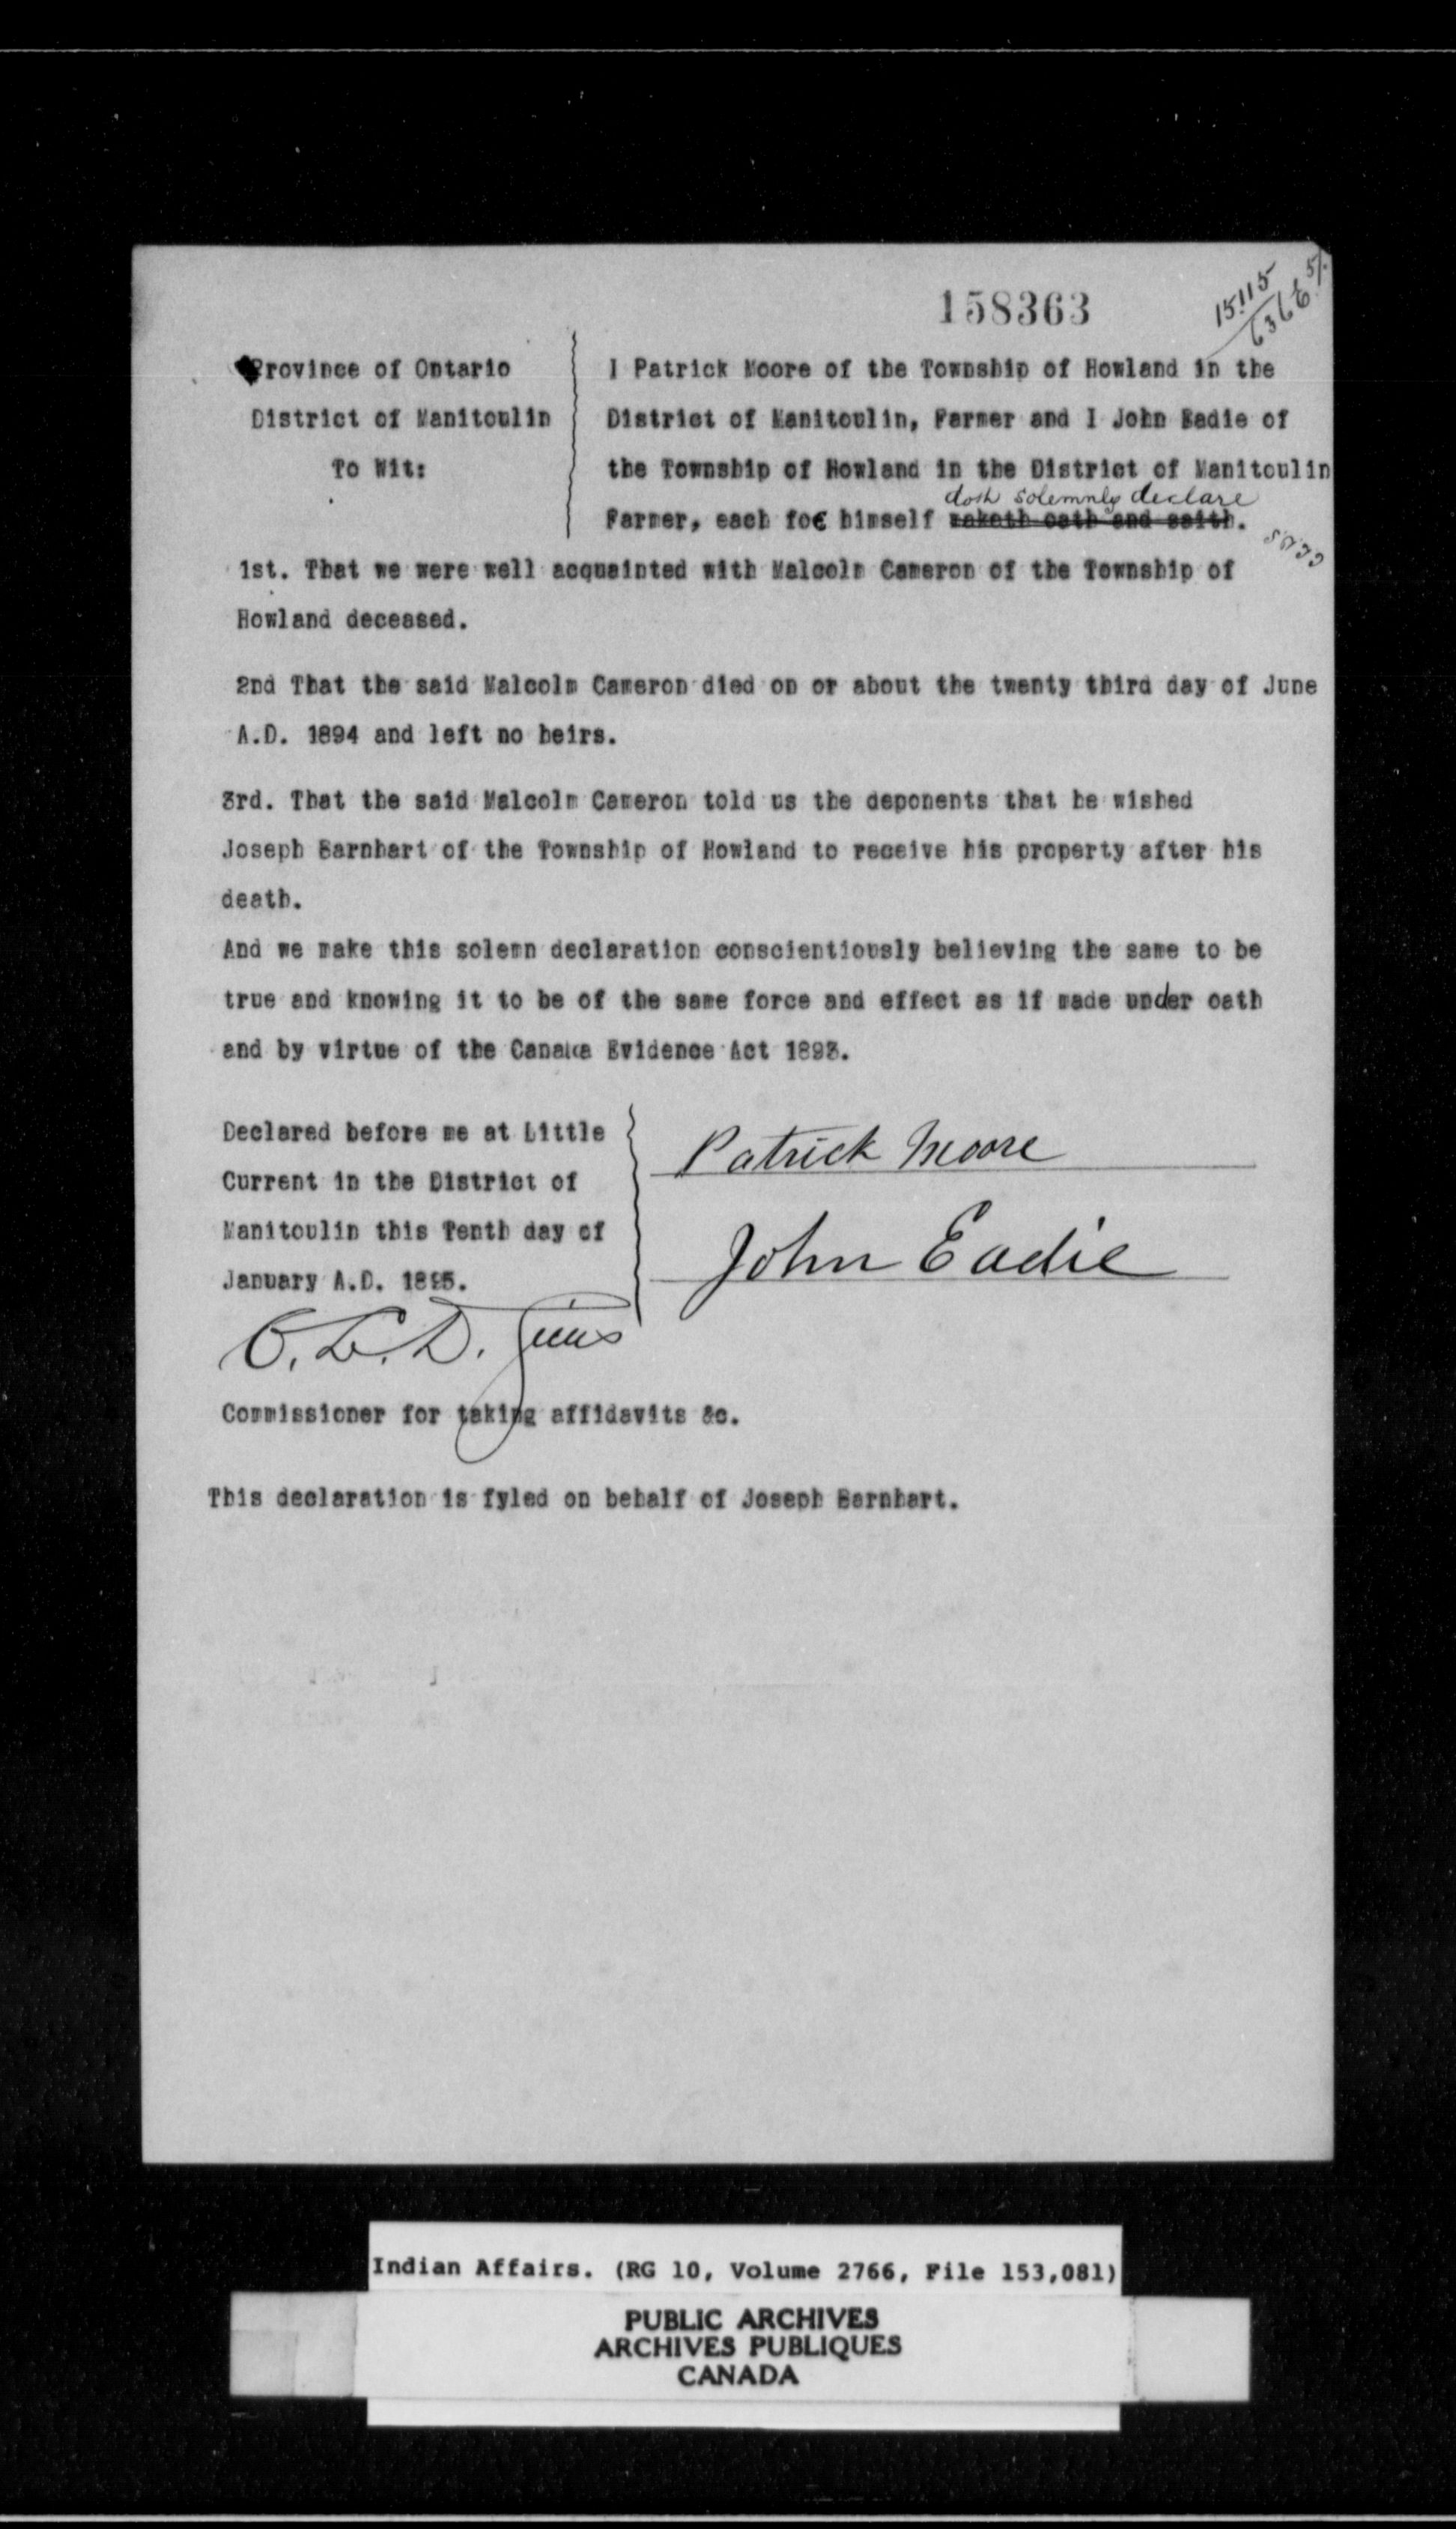 158363
15115
Province of Ontario
District of Manitoulin
To Wit:
I Patrick Moore of the Township of Howland in the
District of Manitoulin, Farmer and I John Eadie of
the Township of Howland in the District of Manitoulin
doth solemnly declare
Farmer, each for himself maketh oath and saith.
1st. That we were well acquainted with Malcolm Cameron of the Township of
Howland deceased.
2nd That the said Malcolm Cameron died on or about the twenty third day of June
A.D. 1894 and left no heirs.
3rd. That the said Malcolm Cameron told us the deponents that he wished
Joseph Barnhart of the Township of Howland to receive his property after his
death.
And we make this solemn declaration conscientiously believing the same to be
true and knowing it to be of the same force and effect as if made under oath
and by virtue of the Canada Evidence Act 1893.
Declared before me at Little
Current in the District of
Manitoulin this Tenth day of
January A.D. 1895.
Patrick Moore
John Eadie
Commissioner for taking affidavits &c.
This declaration is fyled on behalf of Joseph Barnhart.
Indian Affairs. (RG 10, Volume 2766, File 153,081)
PUBLIC ARCHIVES
ARCHIVES PUBLIQUES
CANADA